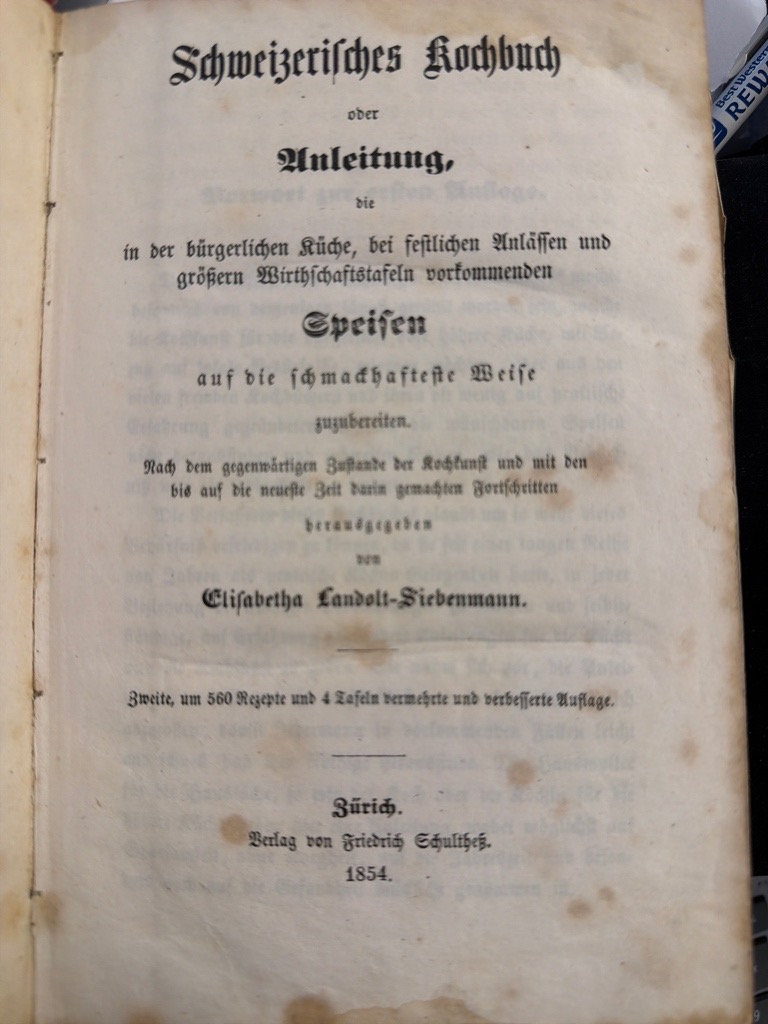 Schweizeriſches Kochbuch
oder
Anleitung,
die
in der bürgerlichen Küche, bei feſtlichen Anläſſen und
größern Wirthſchaftstafeln vorkommenden
Speiſen
auf die ſchmackhafteſte Weiſe
zuzubereiten.
Nach dem gegenwärtigen Zuſtande der Kochkunſt und mit den
bis auf die neueſte Zeit darin gemachten Fortſchritten
herausgegeben
von
Eliſabetha Landolt-Siebenmann.
Zweite, um 560 Rezepte und 4 Tafeln vermehrte und verbeſſerte Auflage.
Zürich.
Verlag von Friedrich Schultheß.
1854.
Best Western
REW